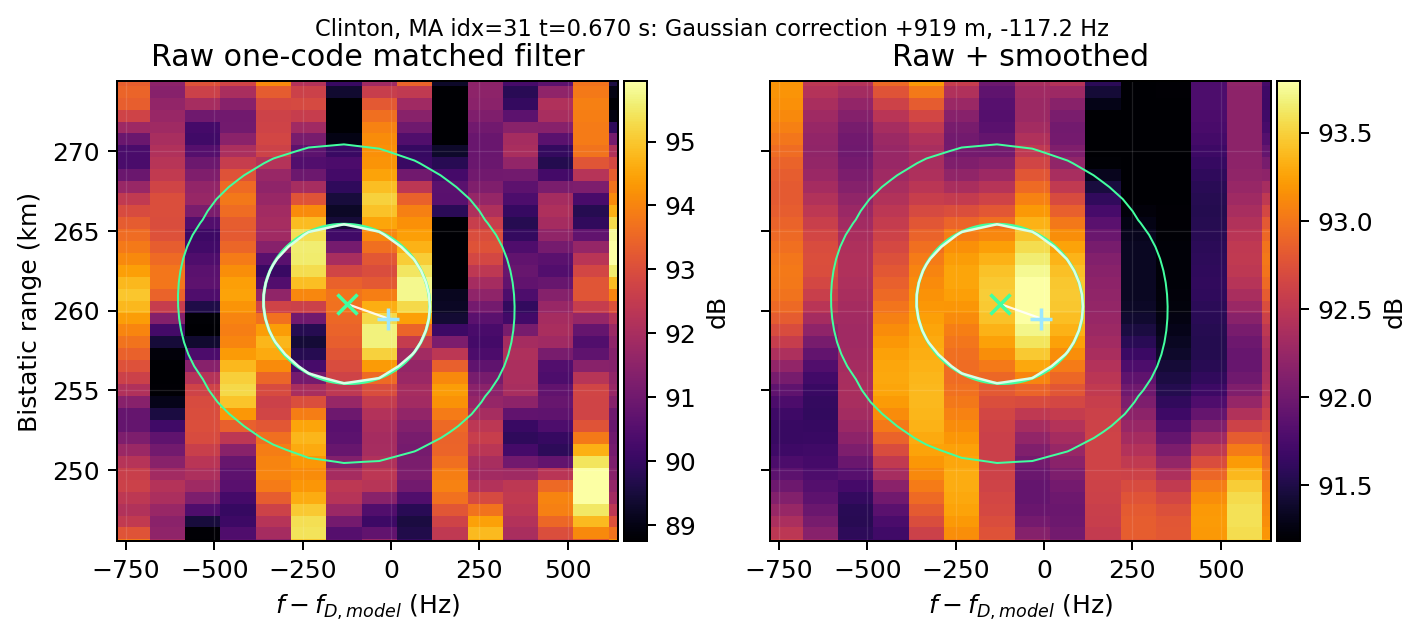 Clinton, MA idx=31 t=0.670 s: Gaussian correction +919 m, -117.2 Hz
Raw one-code matched filter
Raw + smoothed
Bistatic range (km)
270
265
260
255
250
−750 −500 −250 0 250 500
f − f_{D, model} (Hz)
95
94
93
92
91
90
89
dB
−750 −500 −250 0 250 500
f − f_{D, model} (Hz)
93.5
93.0
92.5
92.0
91.5
dB